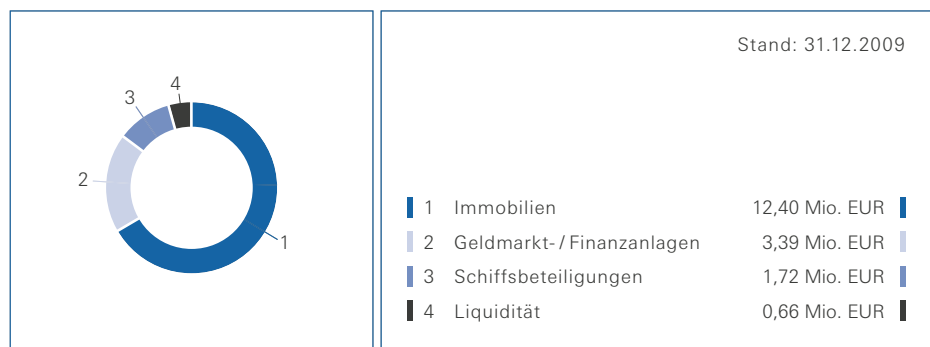 4
3
2
1
Stand: 31.12.2009
1 Immobilien 12,40 Mio. EUR
2 Geldmarkt- / Finanzanlagen 3,39 Mio. EUR
3 Schiffsbeteiligungen 1,72 Mio. EUR
4 Liquidität 0,66 Mio. EUR